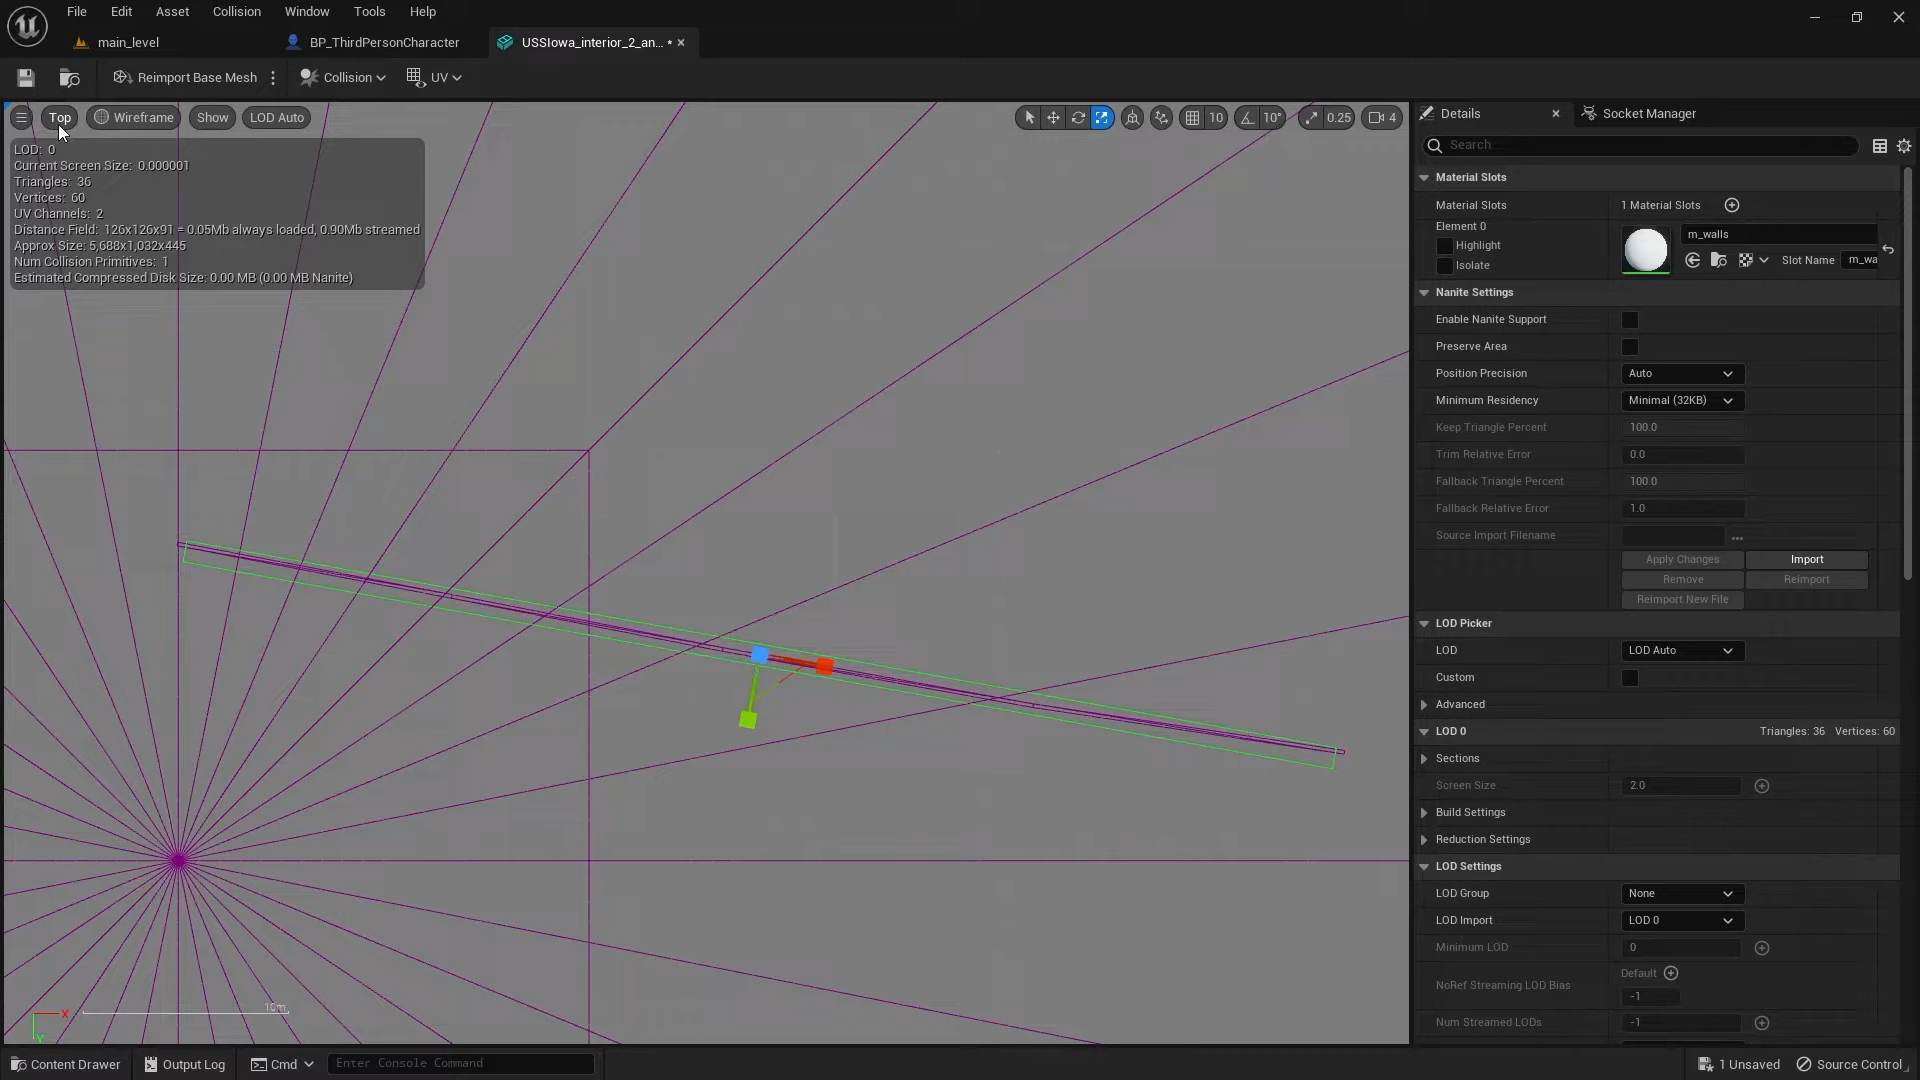 File Edit Asset Collision Window Tools Help
main_level BP_ThirdPersonCharacter USSIowa_interior_2_an... •
Reimport Base Mesh Collision UV
Top Wireframe Show LOD Auto 10 10° 0.25 4
LOD: 0
Current Screen Size: 0.000001
Triangles: 36
Vertices: 60
UV Channels: 2
Distance Field: 126x126x91 = 0.05Mb always loaded, 0.90Mb streamed
Approx Size: 5,688x1,032x445
Num Collision Primitives: 1
Estimated Compressed Disk Size: 0.00 MB (0.00 MB Nanite)
10m
X
Y
Details Socket Manager
Search
Material Slots
Material Slots 1 Material Slots
Element 0 m_walls
Highlight
Isolate Slot Name m_wa
Nanite Settings
Enable Nanite Support
Preserve Area
Position Precision Auto
Minimum Residency Minimal (32KB)
Keep Triangle Percent 100.0
Trim Relative Error 0.0
Fallback Triangle Percent 100.0
Fallback Relative Error 1.0
Source Import Filename ...
Apply Changes Import
Remove Reimport
Reimport New File
LOD Picker
LOD LOD Auto
Custom
Advanced
LOD 0 Triangles: 36 Vertices: 60
Sections
Screen Size 2.0
Build Settings
Reduction Settings
LOD Settings
LOD Group None
LOD Import LOD 0
Minimum LOD 0
Default
NoRef Streaming LOD Bias
-1
Num Streamed LODs -1
Content Drawer Output Log Cmd Enter Console Command 1 Unsaved Source Control